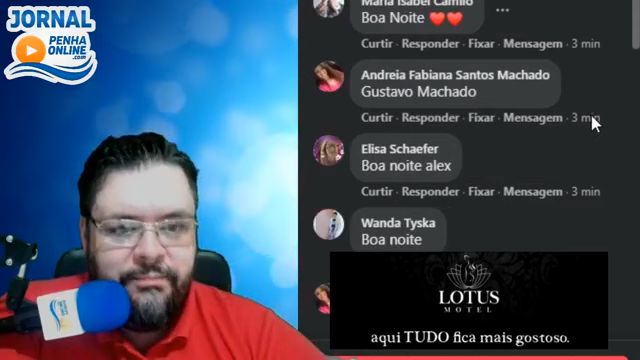 JORNAL
PENHA
ONLINE
.com
Maria Isabel Camilo
Boa Noite ❤️❤️
Curtir · Responder · Fixar · Mensagem · 3 min
Andreia Fabiana Santos Machado
Gustavo Machado
Curtir · Responder · Fixar · Mensagem · 3 min
Elisa Schaefer
Boa noite alex
Curtir · Responder · Fixar · Mensagem · 3 min
Wanda Tyska
Boa noite
LOTUS
MOTEL
aqui TUDO fica mais gostoso.